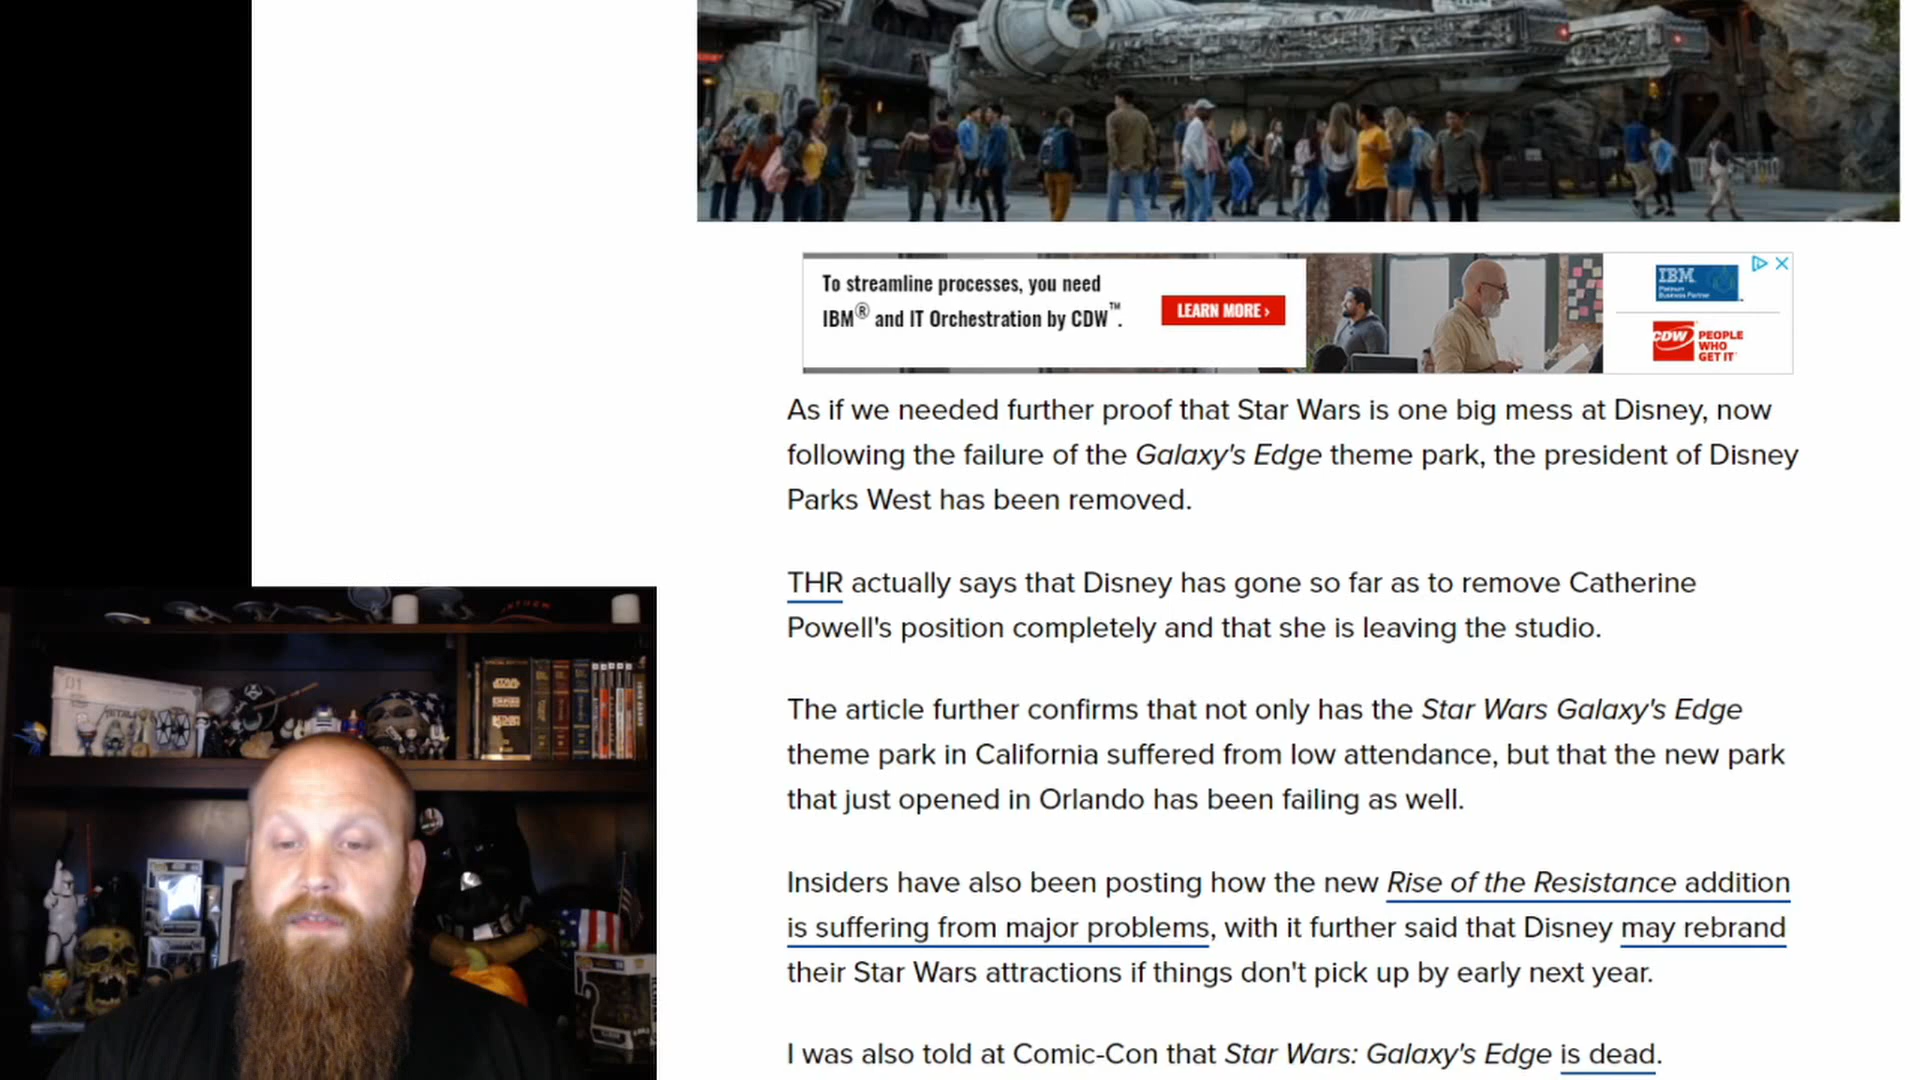 To streamline processes, you need
IBM® and IT Orchestration by CDW™.
LEARN MORE ›
IBM
Platinum
Business Partner
CDW
PEOPLE
WHO
GET IT
As if we needed further proof that Star Wars is one big mess at Disney, now
following the failure of the Galaxy's Edge theme park, the president of Disney
Parks West has been removed.
THR actually says that Disney has gone so far as to remove Catherine
Powell's position completely and that she is leaving the studio.
The article further confirms that not only has the Star Wars Galaxy's Edge
theme park in California suffered from low attendance, but that the new park
that just opened in Orlando has been failing as well.
Insiders have also been posting how the new Rise of the Resistance addition
is suffering from major problems, with it further said that Disney may rebrand
their Star Wars attractions if things don't pick up by early next year.
I was also told at Comic-Con that Star Wars: Galaxy's Edge is dead.
01
STAR
WARS